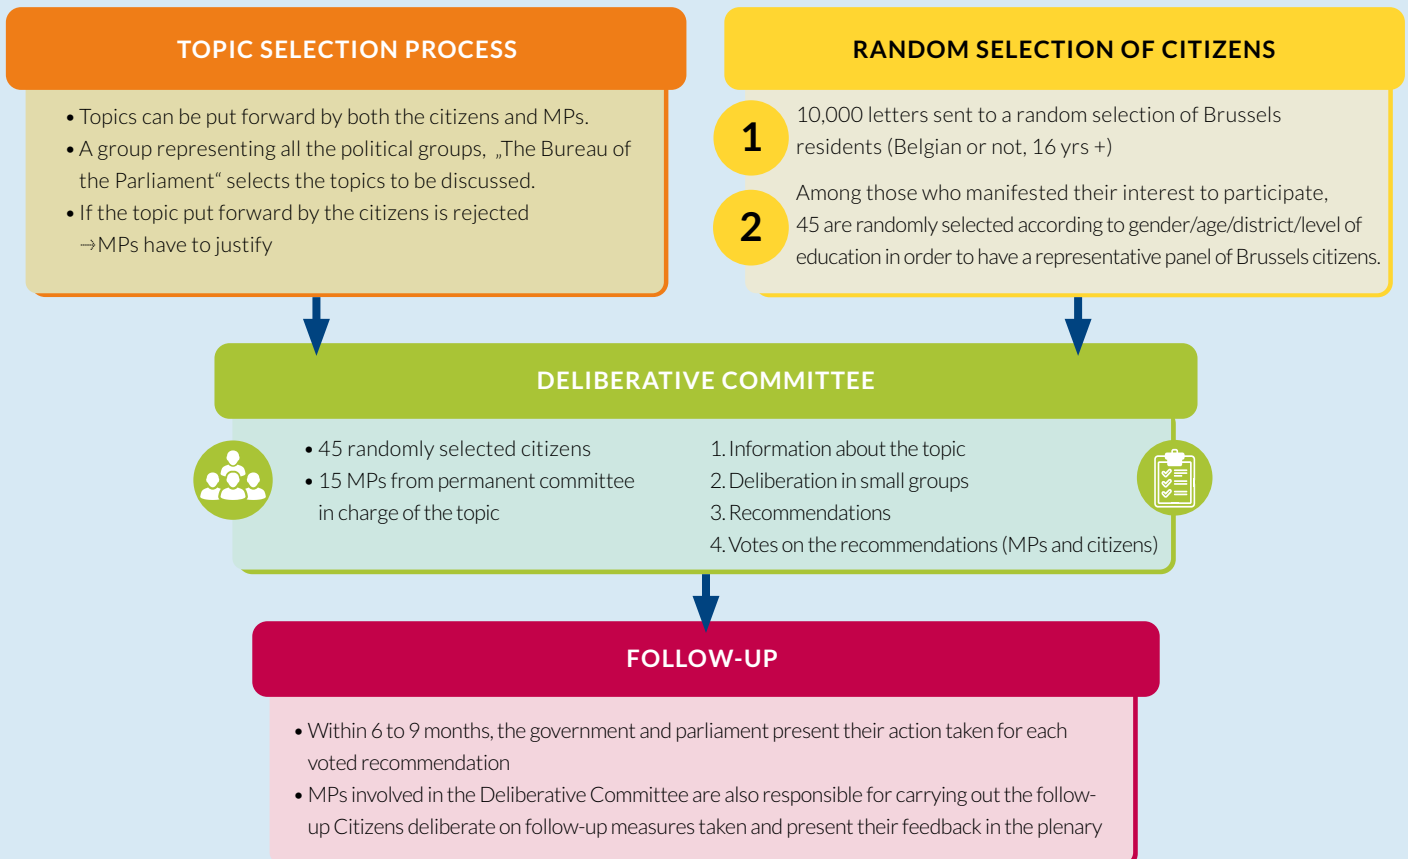 TOPIC SELECTION PROCESS
• Topics can be put forward by both the citizens and MPs.
• A group representing all the political groups, „The Bureau of
the Parliament“ selects the topics to be discussed.
• If the topic put forward by the citizens is rejected
→MPs have to justify
RANDOM SELECTION OF CITIZENS
1
10,000 letters sent to a random selection of Brussels
residents (Belgian or not, 16 yrs +)
2
Among those who manifested their interest to participate,
45 are randomly selected according to gender/age/district/level of
education in order to have a representative panel of Brussels citizens.
DELIBERATIVE COMMITTEE
• 45 randomly selected citizens
• 15 MPs from permanent committee
in charge of the topic
1. Information about the topic
2. Deliberation in small groups
3. Recommendations
4. Votes on the recommendations (MPs and citizens)
FOLLOW-UP
• Within 6 to 9 months, the government and parliament present their action taken for each
voted recommendation
• MPs involved in the Deliberative Committee are also responsible for carrying out the follow-
up Citizens deliberate on follow-up measures taken and present their feedback in the plenary